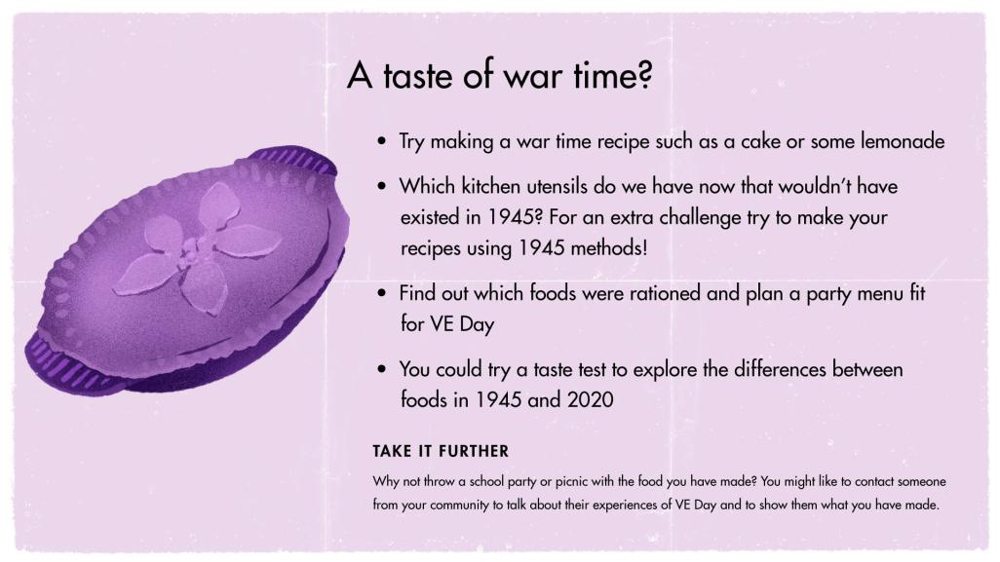 A taste of war time?
• Try making a war time recipe such as a cake or some lemonade
• Which kitchen utensils do we have now that wouldn’t have
existed in 1945? For an extra challenge try to make your
recipes using 1945 methods!
• Find out which foods were rationed and plan a party menu fit
for VE Day
• You could try a taste test to explore the differences between
foods in 1945 and 2020
TAKE IT FURTHER
Why not throw a school party or picnic with the food you have made? You might like to contact someone
from your community to talk about their experiences of VE Day and to show them what you have made.